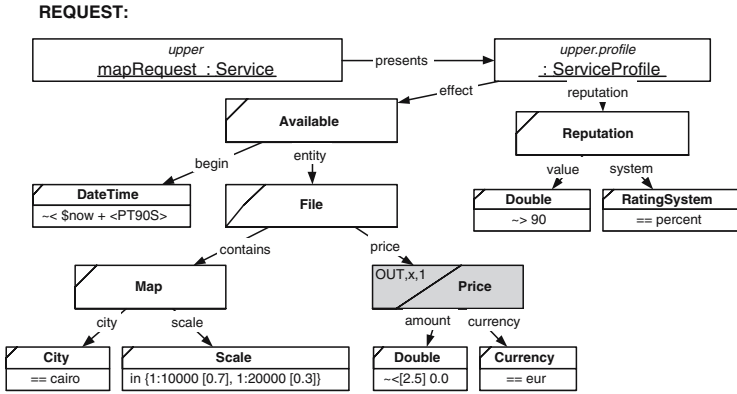 REQUEST:
upper
mapRequest : Service
presents
upper.profile
: ServiceProfile
effect
reputation
Available
Reputation
begin
entity
value
system
DateTime
~< $now + <PT90S>
File
Double
~> 90
RatingSystem
== percent
contains
price
Map
OUT,x,1
Price
city
scale
amount
currency
City
== cairo
Scale
in {1:10000 [0.7], 1:20000 [0.3]}
Double
~<[2.5] 0.0
Currency
== eur